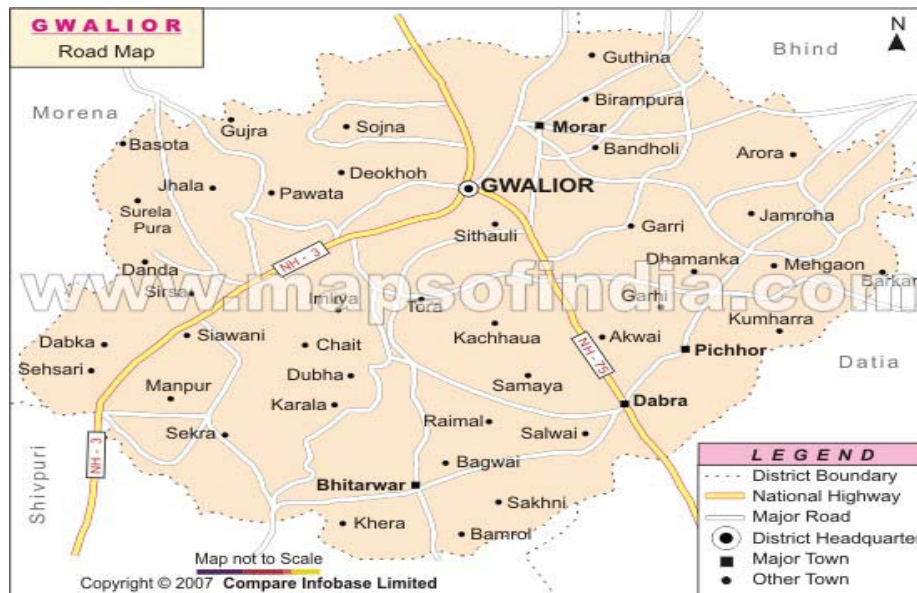 GWALIOR
Road Map
N
Bhind
Guthina
Morena
Birampura
Gujra
Sojna
Morar
Basota
Bandholi
Arora
Deokhoh
Jhala
Pawata
GWALIOR
Surela
Pura
Jamroha
Sithauli
Garri
NH - 3
Dhamanka
Danda
Mehgaon
Barkari
www.mapsofindia.com
Sirsa
Tora
Garhi
Siawani
Kachhaua
Akwai
Kumharra
Dabka
Chait
Pichhor
Sehsari
NH - 75
Datia
Manpur
Dubha
Samaya
Karala
Dabra
Raimal
Sekra
Salwai
NH - 3
Bagwai
Bhitarwar
Sakhni
Shivpuri
Khera
Bamrol
LEGEND
District Boundary
National Highway
Major Road
District Headquarter
Major Town
Other Town
Map not to Scale
Copyright © 2007 Compare Infobase Limited